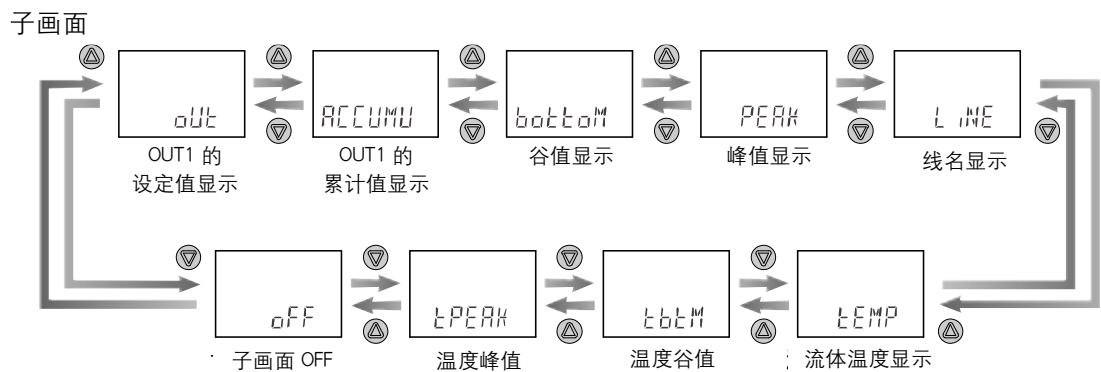 子画面
oUt
ACCUMU
bottoM
PEAK
LiNE
OUT1 的
设定值显示
OUT1 的
累计值显示
谷值显示
峰值显示
线名显示
oFF
tPEAK
tbtM
tEMP
子画面 OFF
温度峰值
温度谷值
流体温度显示